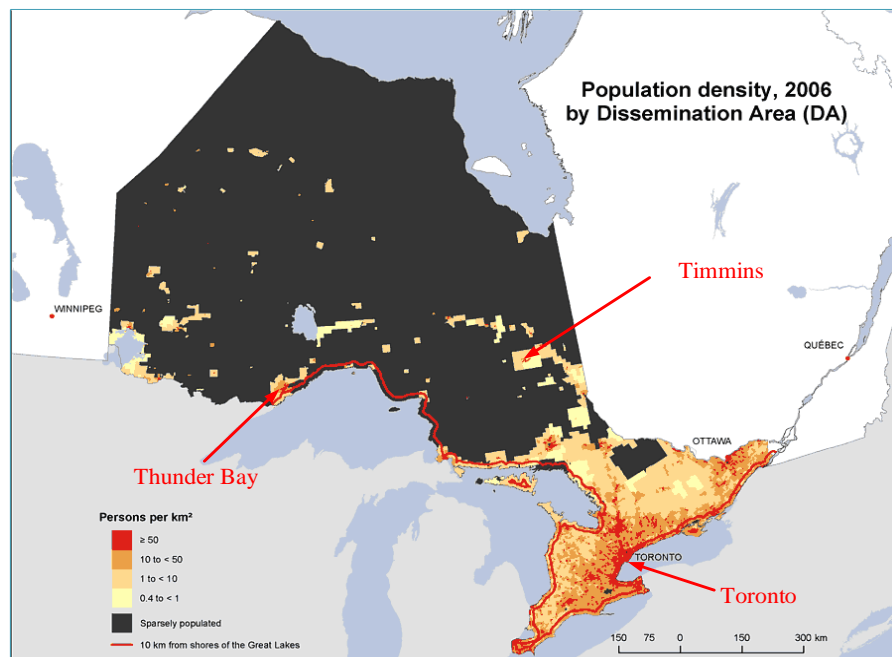 Population density, 2006
by Dissemination Area (DA)
Timmins
WINNIPEG
QUÉBEC
OTTAWA
Thunder Bay
Persons per km²
≥ 50
10 to < 50
1 to < 10
0.4 to < 1
Sparsely populated
10 km from shores of the Great Lakes
TORONTO
Toronto
150 75 0 150 300 km